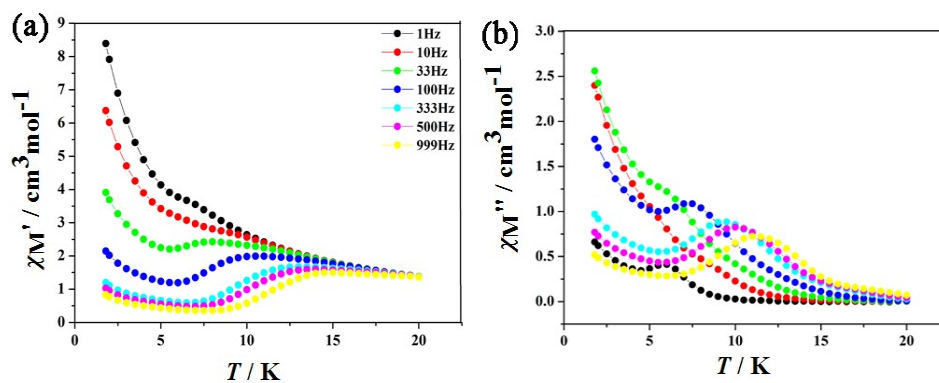 (a)
χM' / cm3mol-1
9
8
7
6
5
4
3
2
1
0
1Hz
10Hz
33Hz
100Hz
333Hz
500Hz
999Hz
0 5 10 15 20
T / K
(b)
χM'' / cm3mol-1
3.0
2.5
2.0
1.5
1.0
0.5
0.0
0 5 10 15 20
T / K